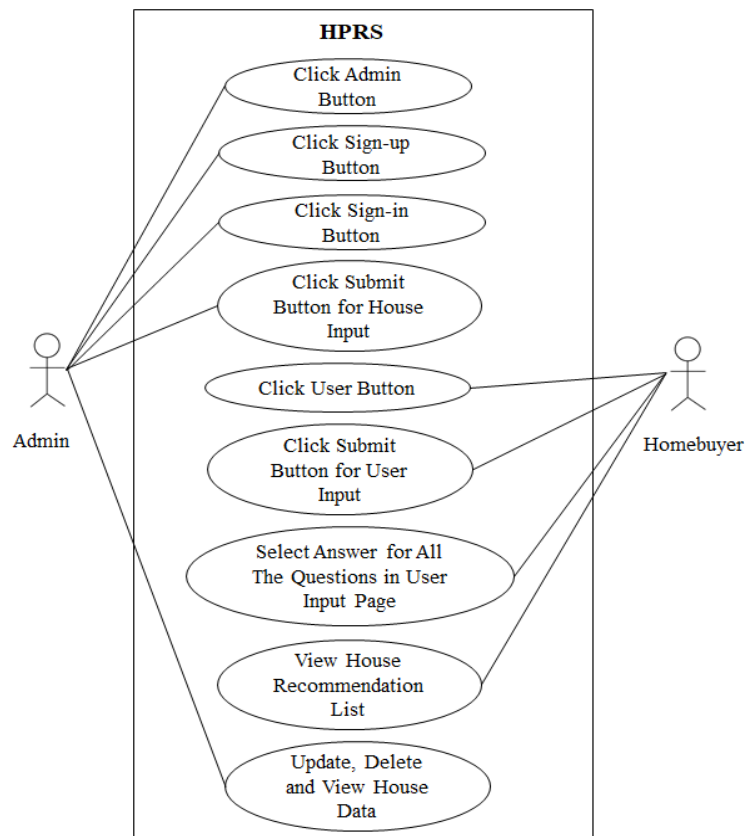 HPRS
Click Admin
Button
Click Sign-up
Button
Click Sign-in
Button
Click Submit
Button for House
Input
Admin
Click User Button
Homebuyer
Click Submit
Button for User
Input
Select Answer for All
The Questions in User
Input Page
View House
Recommendation
List
Update, Delete
and View House
Data